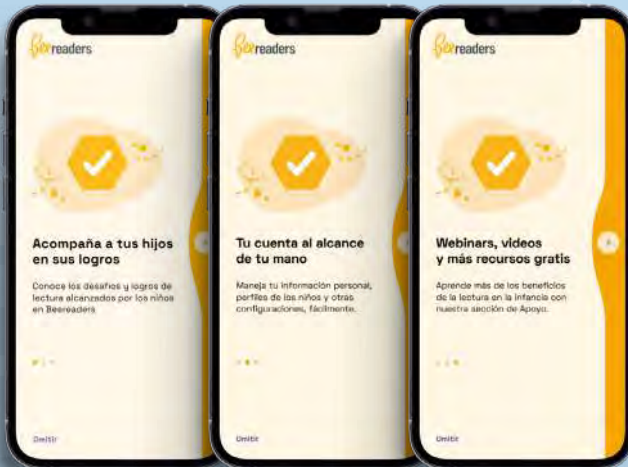 Beereaders
Acompaña a tus hijos
en sus logros
Conoce los desafíos y logros de
lectura alcanzados por los niños
en Beereaders
Omitir
Beereaders
Tu cuenta al alcance
de tu mano
Maneja tu información personal,
perfiles de los niños y otras
configuraciones, fácilmente.
Omitir
Beereaders
Webinars, videos
y más recursos gratis
Aprende más de los beneficios
de la lectura en la infancia con
nuestra sección de Apoyo.
Omitir